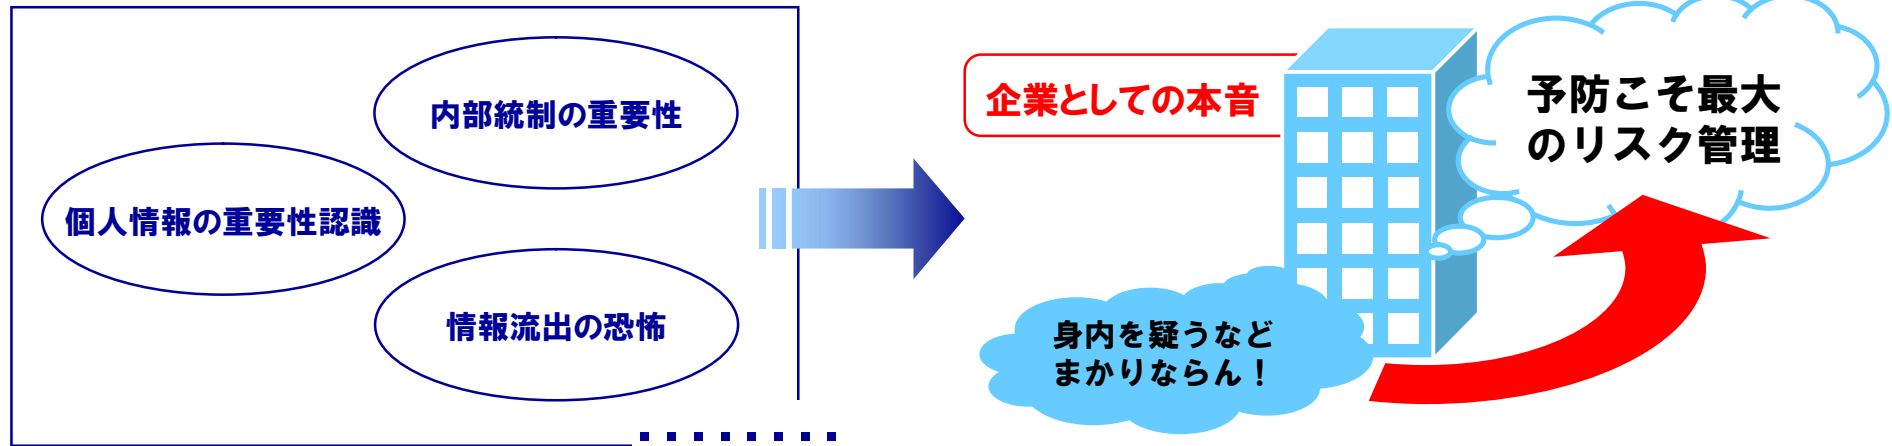 内部統制の重要性
個人情報の重要性認識
情報流出の恐怖
企業としての本音
予防こそ最大
のリスク管理
身内を疑うなど
まかりならん！